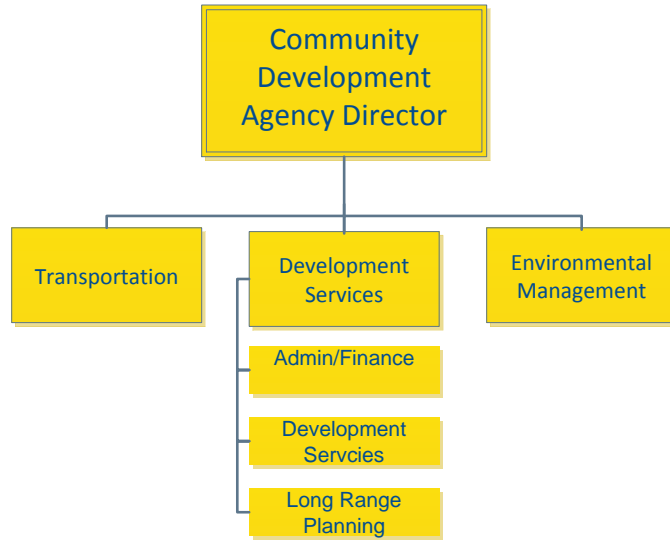 Community
Development
Agency Director
Transportation
Development
Services
Environmental
Management
Admin/Finance
Development
Servcies
Long Range
Planning